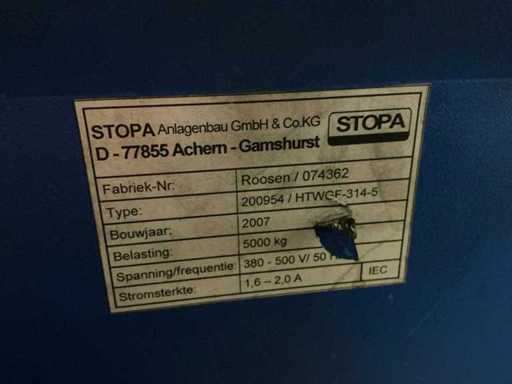 STOPA Anlagenbau GmbH & Co.KG
D - 77855 Achern - Gamshurst
STOPA
Fabriek-Nr: Roosen / 074362
Type: 200954 / HTWGF-314-5
Bouwjaar: 2007
Belasting: 5000 kg
Spanning/frequentie: 380 - 500 V/ 50
Stromsterkte: 1,6 – 2,0 A
IEC